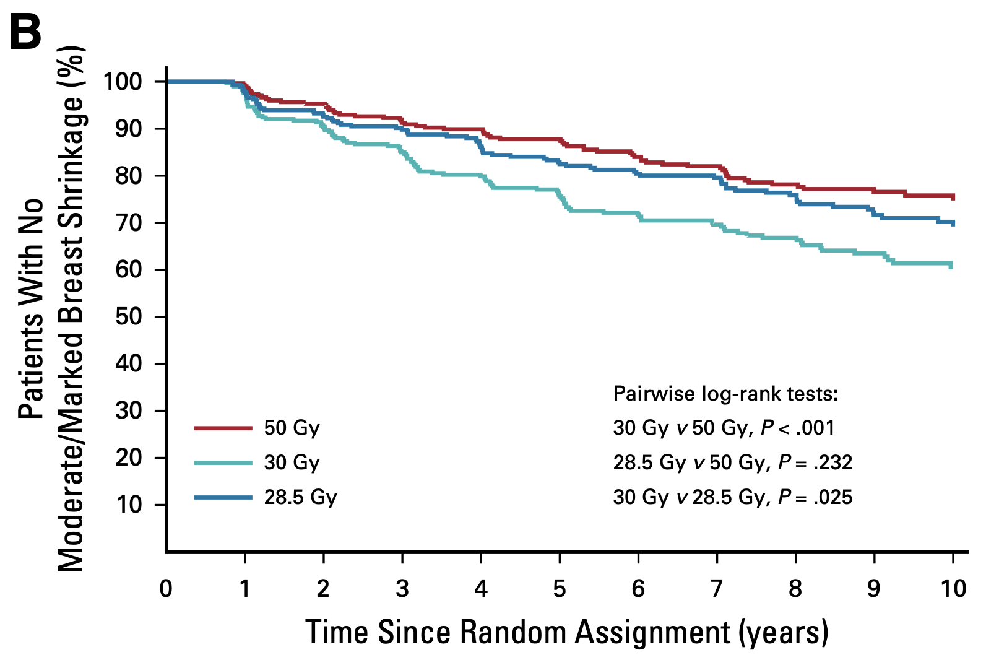 B
Patients With No
Moderate/Marked Breast Shrinkage (%)
100
90
80
70
60
50
40
30
20
10
50 Gy
30 Gy
28.5 Gy
Pairwise log-rank tests:
30 Gy v 50 Gy, P < .001
28.5 Gy v 50 Gy, P = .232
30 Gy v 28.5 Gy, P = .025
0 1 2 3 4 5 6 7 8 9 10
Time Since Random Assignment (years)